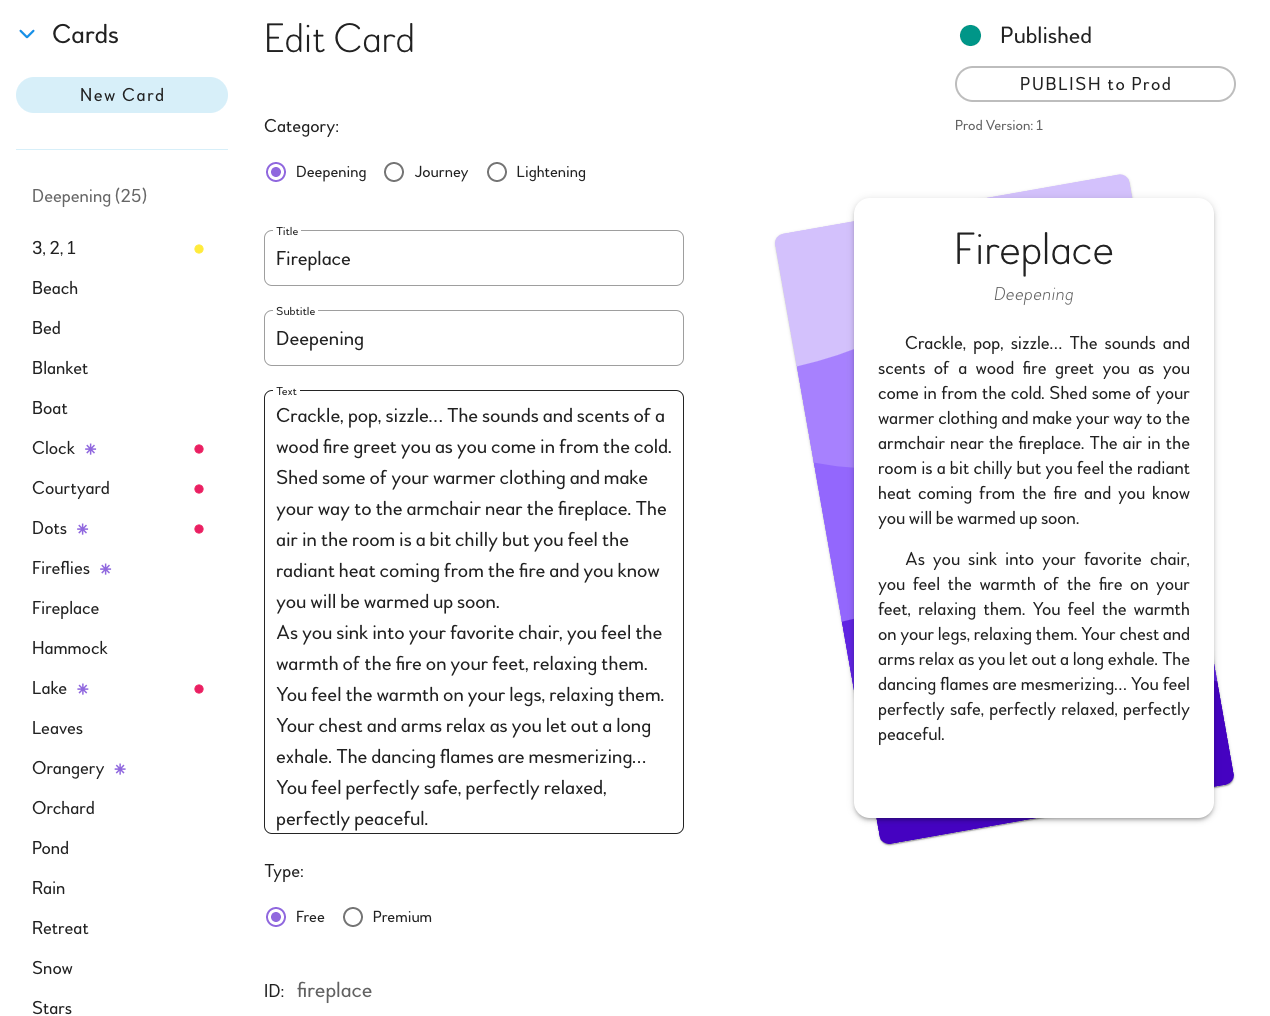 Cards
New Card
Deepening (25)
3, 2, 1
Beach
Bed
Blanket
Boat
Clock
Courtyard
Dots
Fireflies
Fireplace
Hammock
Lake
Leaves
Orangery
Orchard
Pond
Rain
Retreat
Snow
Stars
Edit Card
Category:
Deepening Journey Lightening
Title
Fireplace
Subtitle
Deepening
Text
Crackle, pop, sizzle... The sounds and scents of a
wood fire greet you as you come in from the cold.
Shed some of your warmer clothing and make
your way to the armchair near the fireplace. The
air in the room is a bit chilly but you feel the
radiant heat coming from the fire and you know
you will be warmed up soon.
As you sink into your favorite chair, you feel the
warmth of the fire on your feet, relaxing them.
You feel the warmth on your legs, relaxing them.
Your chest and arms relax as you let out a long
exhale. The dancing flames are mesmerizing...
You feel perfectly safe, perfectly relaxed,
perfectly peaceful.
Type:
Free Premium
ID: fireplace
Published
PUBLISH to Prod
Prod Version: 1
Fireplace
Deepening
Crackle, pop, sizzle... The sounds and
scents of a wood fire greet you as you
come in from the cold. Shed some of your
warmer clothing and make your way to the
armchair near the fireplace. The air in the
room is a bit chilly but you feel the radiant
heat coming from the fire and you know
you will be warmed up soon.
As you sink into your favorite chair,
you feel the warmth of the fire on your
feet, relaxing them. You feel the warmth
on your legs, relaxing them. Your chest and
arms relax as you let out a long exhale. The
dancing flames are mesmerizing... You feel
perfectly safe, perfectly relaxed, perfectly
peaceful.